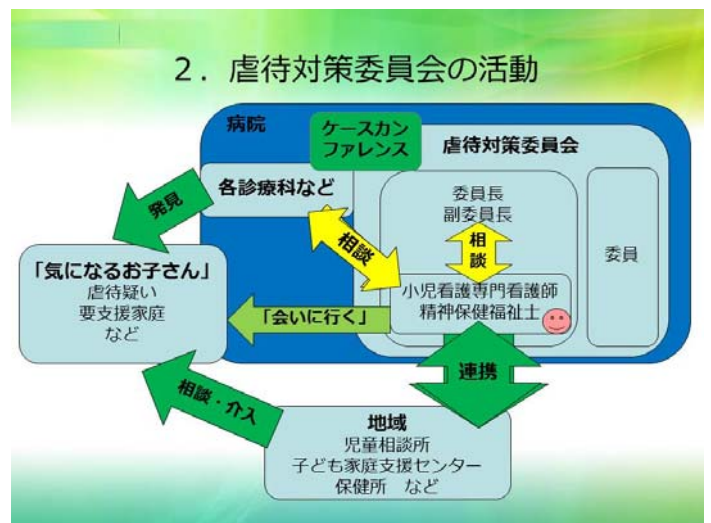 ２．虐待対策委員会の活動
病院
ケースカン
ファレンス
虐待対策委員会
各診療科など
委員長
副委員長
委員
発見
相談
相
談
「気になるお子さん」
虐待疑い
要支援家庭
など
小児看護専門看護師
精神保健福祉士
「会いに行く」
連携
相談・介入
地域
児童相談所
子ども家庭支援センター
保健所　など